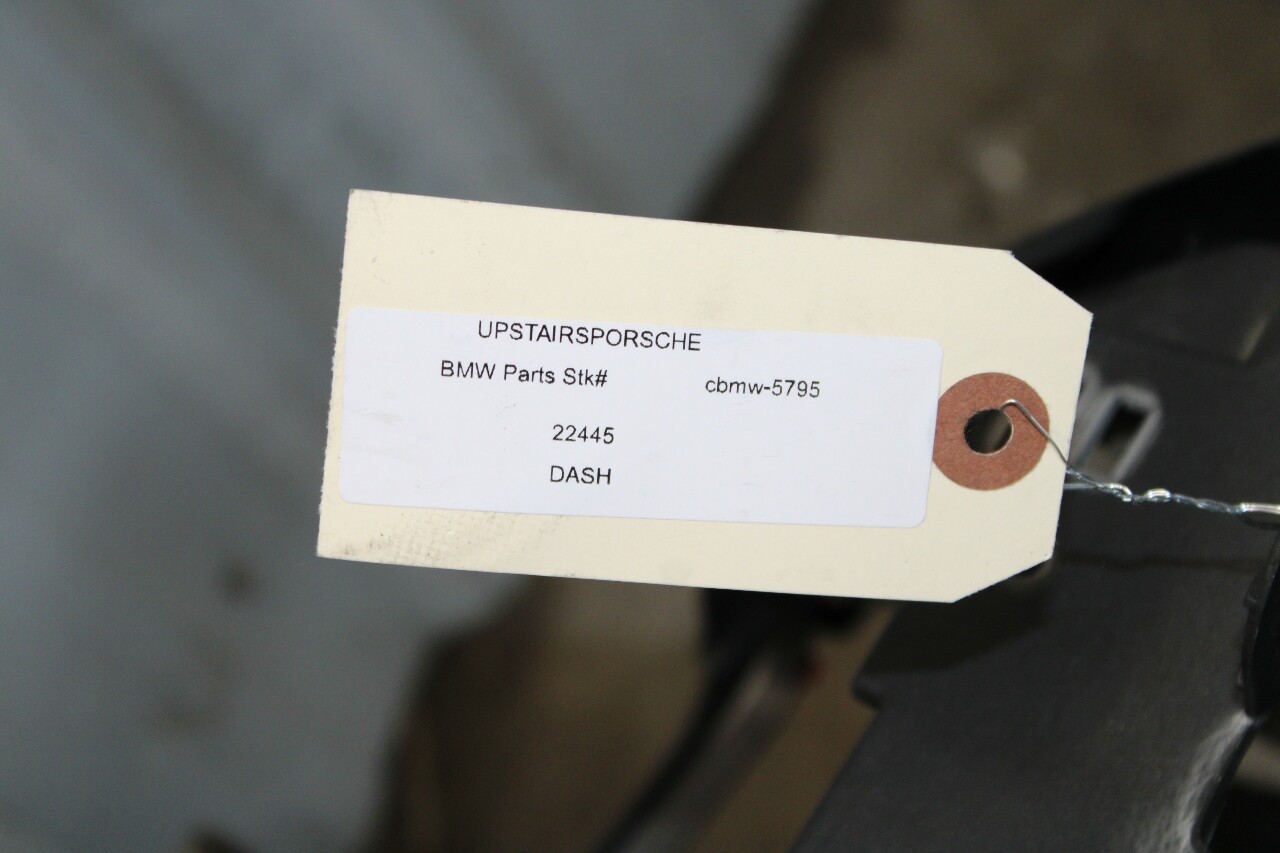 UPSTAIRSPORSCHE
BMW Parts Stk# cbmw-5795
22445
DASH